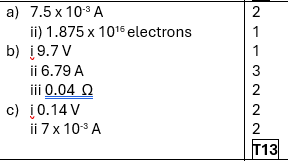 a) 7.5 x 10⁻³ A 2
ii) 1.875 x 10¹⁶ electrons 1
b) i 9.7 V 1
ii 6.79 A 3
iii 0.04 Ω 2
c) i 0.14 V 2
ii 7 x 10⁻³ A 2
T13